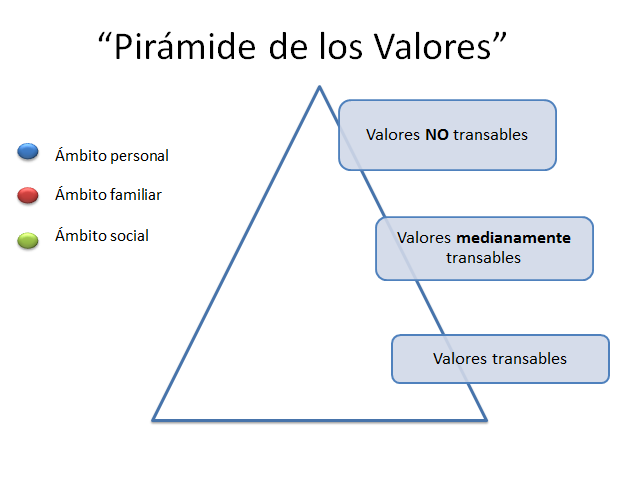 “Pirámide de los Valores”
Ámbito personal
Ámbito familiar
Ámbito social
Valores NO transables
Valores medianamente
transables
Valores transables